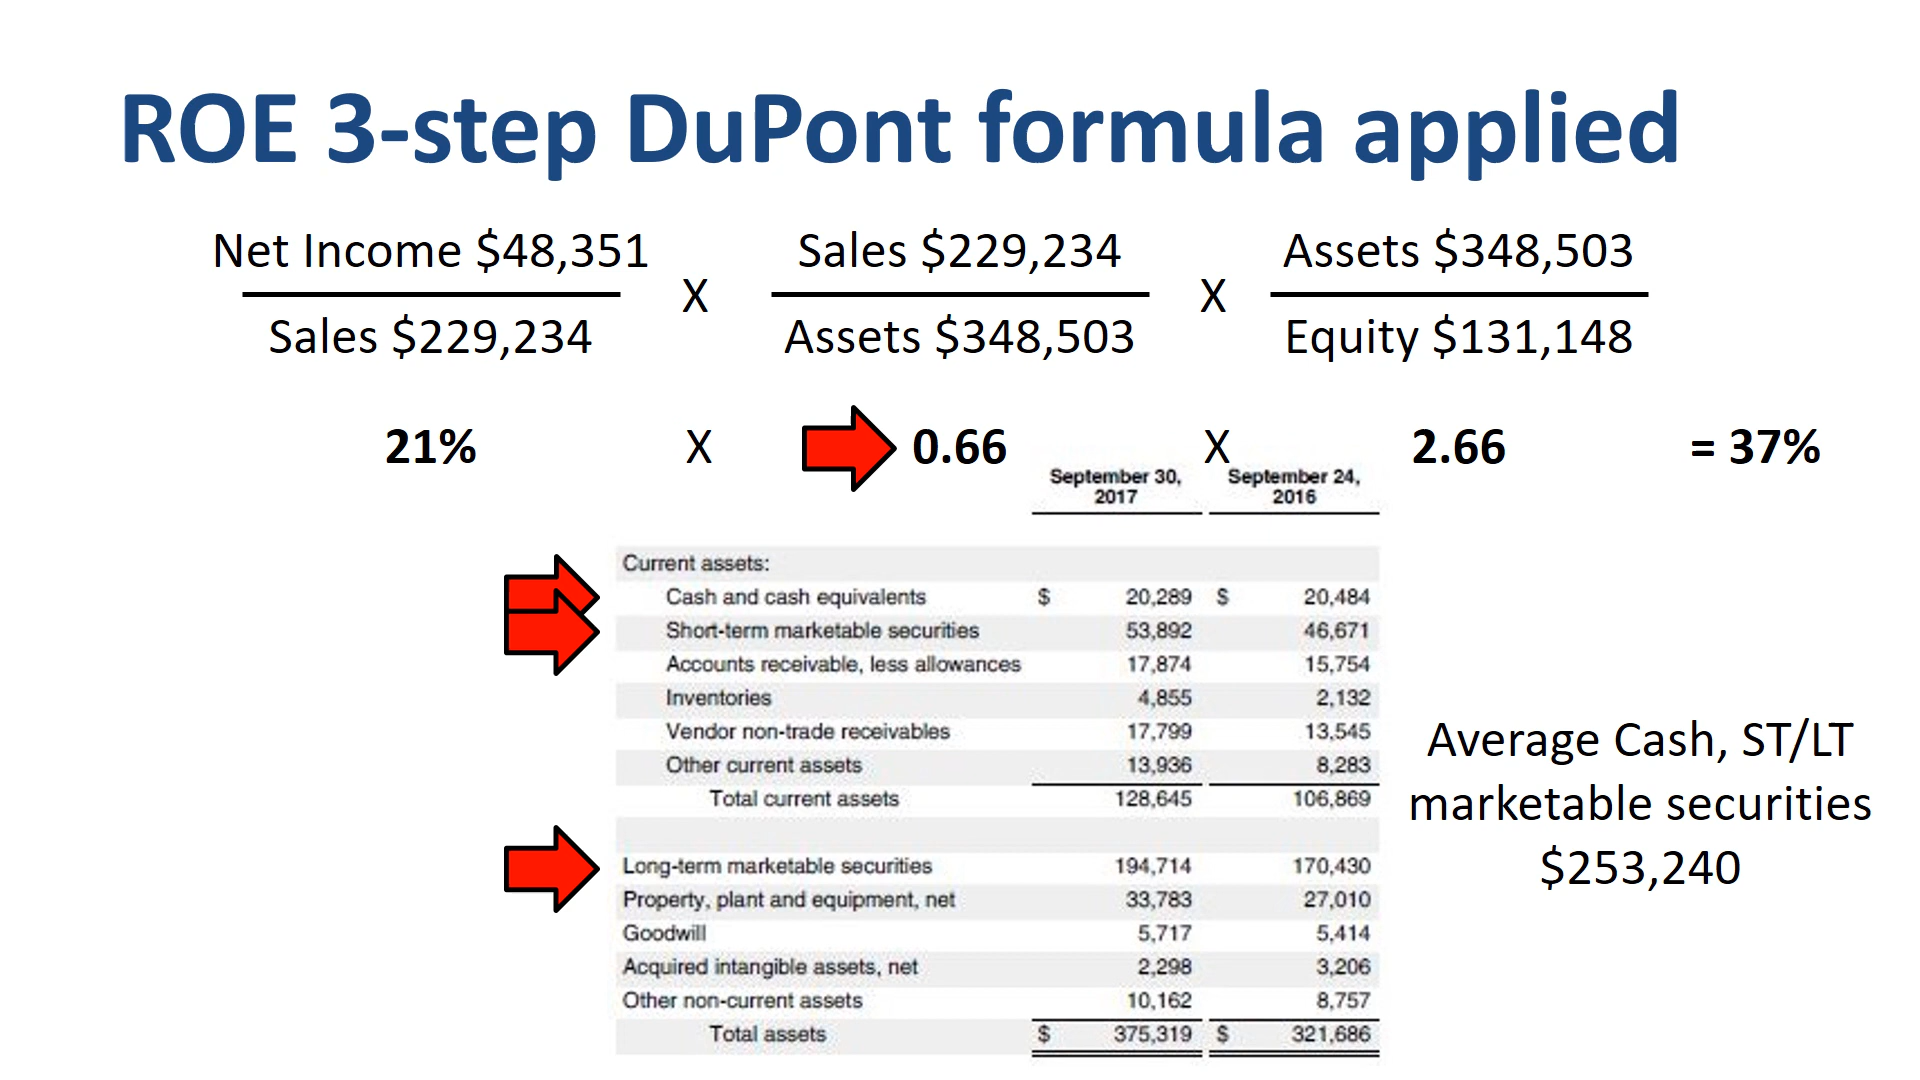 ROE 3-step DuPont formula applied
Net Income $48,351 Sales $229,234 Assets $348,503
X X
Sales $229,234 Assets $348,503 Equity $131,148
21% X 0.66 X 2.66 = 37%
September 30, September 24,
2017 2016
Current assets:
Cash and cash equivalents $ 20,289 $ 20,484
Short-term marketable securities 53,892 46,671
Accounts receivable, less allowances 17,874 15,754
Inventories 4,855 2,132
Vendor non-trade receivables 17,799 13,545
Other current assets 13,936 8,283
Total current assets 128,645 106,869
Long-term marketable securities 194,714 170,430
Property, plant and equipment, net 33,783 27,010
Goodwill 5,717 5,414
Acquired intangible assets, net 2,298 3,206
Other non-current assets 10,162 8,757
Total assets $ 375,319 $ 321,686
Average Cash, ST/LT
marketable securities
$253,240